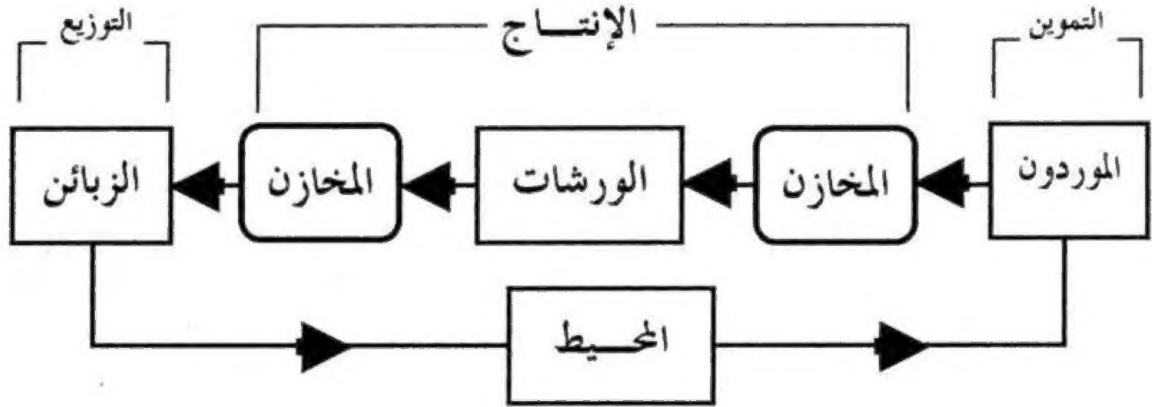 التموين
الإنتـــاج
التوزيع
الموردون
المخازن
الورشات
المخازن
الزبائن
المحـــيط